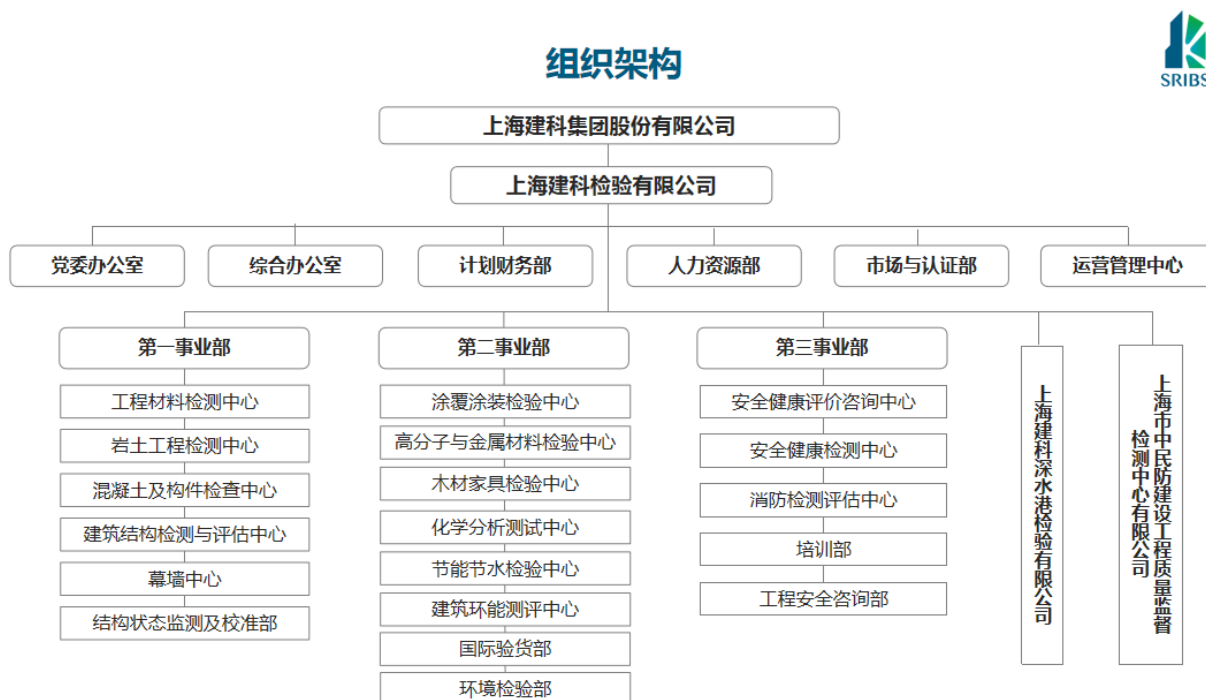 组织架构
SRIBS
上海建科集团股份有限公司
上海建科检验有限公司
党委办公室
综合办公室
计划财务部
人力资源部
市场与认证部
运营管理中心
第一事业部
工程材料检测中心
岩土工程检测中心
混凝土及构件检查中心
建筑结构检测与评估中心
幕墙中心
结构状态监测及校准部
第二事业部
涂覆涂装检验中心
高分子与金属材料检验中心
木材家具检验中心
化学分析测试中心
节能节水检验中心
建筑环能测评中心
国际验货部
环境检验部
第三事业部
安全健康评价咨询中心
安全健康检测中心
消防检测评估中心
培训部
工程安全咨询部
上海建科深水港检验有限公司
上海市中民防建设工程质量监督
检测中心有限公司